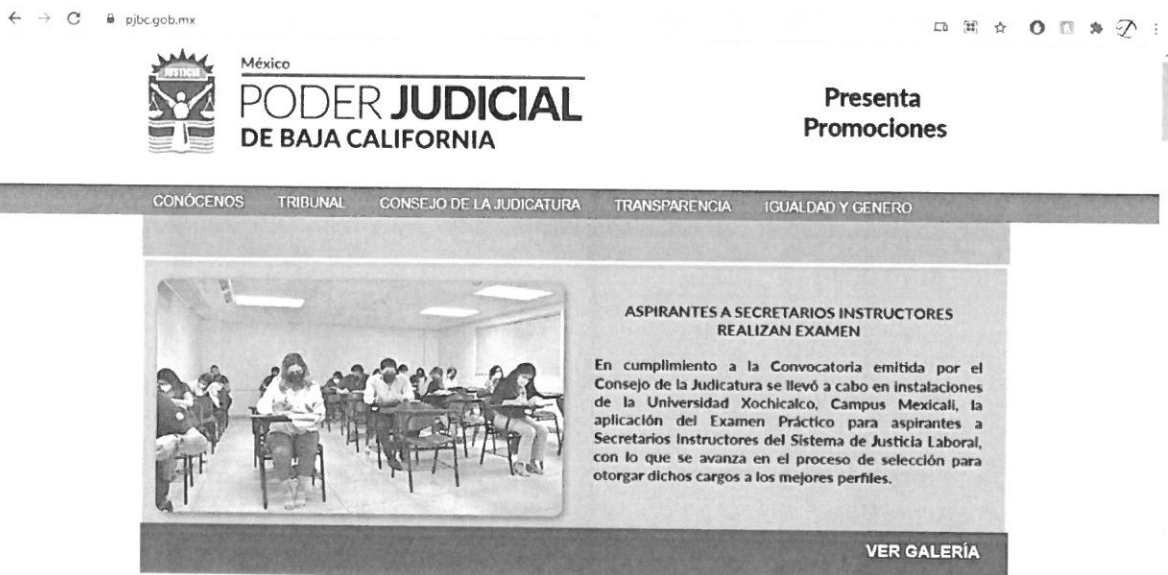 pjbc.gob.mx
JUSTICIA
México
PODER JUDICIAL
DE BAJA CALIFORNIA
Presenta
Promociones
CONÓCENOS TRIBUNAL CONSEJO DE LA JUDICATURA TRANSPARENCIA IGUALDAD Y GENERO
ASPIRANTES A SECRETARIOS INSTRUCTORES
REALIZAN EXAMEN
En cumplimiento a la Convocatoria emitida por el
Consejo de la Judicatura se llevó a cabo en instalaciones
de la Universidad Xochicalco, Campus Mexicali, la
aplicación del Examen Práctico para aspirantes a
Secretarios Instructores del Sistema de Justicia Laboral,
con lo que se avanza en el proceso de selección para
otorgar dichos cargos a los mejores perfiles.
VER GALERÍA